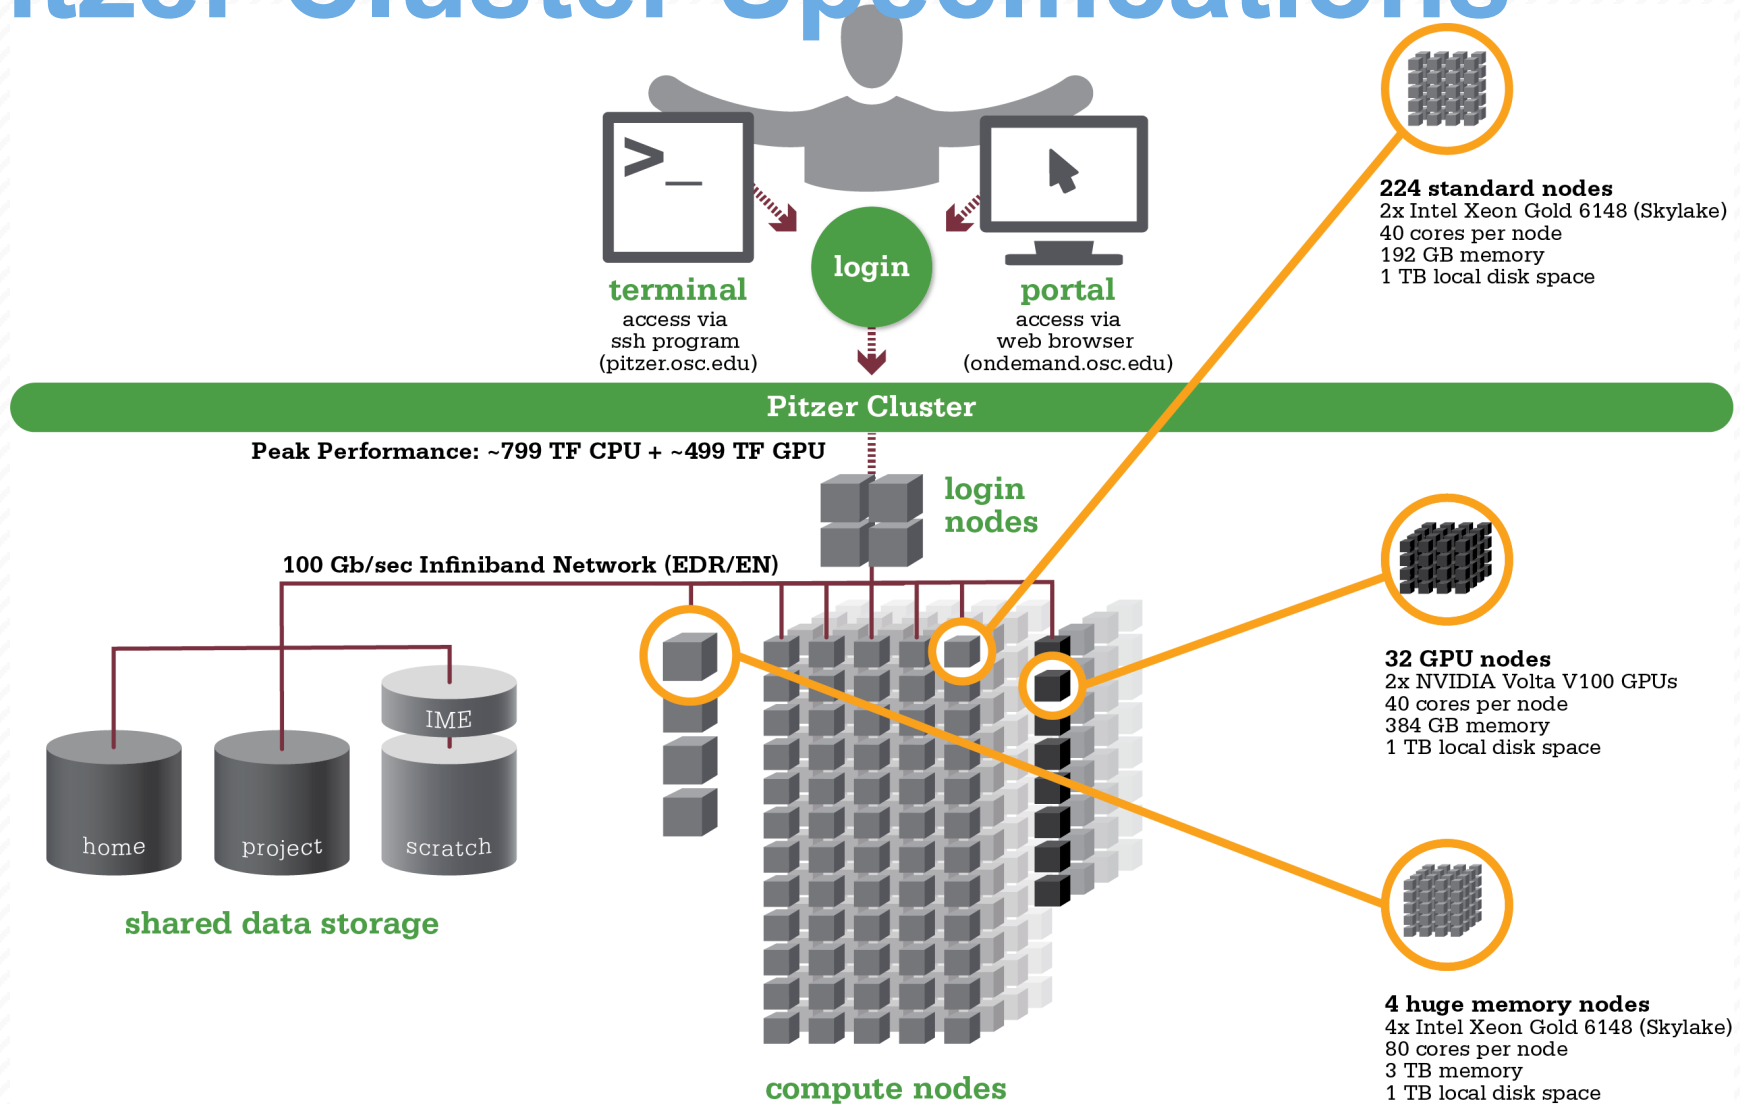 itzer Cluster Specifications
>_
login
terminal
access via
ssh program
(pitzer.osc.edu)
portal
access via
web browser
(ondemand.osc.edu)
224 standard nodes
2x Intel Xeon Gold 6148 (Skylake)
40 cores per node
192 GB memory
1 TB local disk space
Pitzer Cluster
Peak Performance: ~799 TF CPU + ~499 TF GPU
login
nodes
100 Gb/sec Infiniband Network (EDR/EN)
32 GPU nodes
2x NVIDIA Volta V100 GPUs
40 cores per node
384 GB memory
1 TB local disk space
IME
home
project
scratch
shared data storage
4 huge memory nodes
4x Intel Xeon Gold 6148 (Skylake)
80 cores per node
3 TB memory
1 TB local disk space
compute nodes